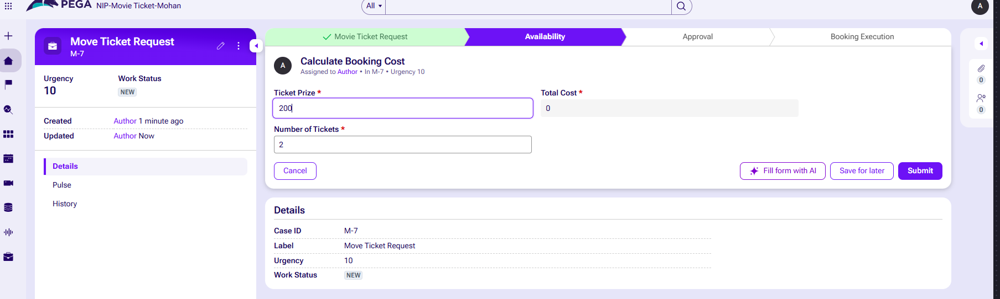 PEGA NIP-Movie Ticket-Mohan
All
A
Move Ticket Request
M-7
Urgency
10
Work Status
NEW
Created
Author 1 minute ago
Updated
Author Now
Details
Pulse
History
Movie Ticket Request
Availability
Approval
Booking Execution
A
Calculate Booking Cost
Assigned to Author • In M-7 • Urgency 10
Ticket Prize *
200
Total Cost *
0
Number of Tickets *
2
Cancel
Fill form with AI
Save for later
Submit
Details
Case ID M-7
Label Move Ticket Request
Urgency 10
Work Status NEW
0
0